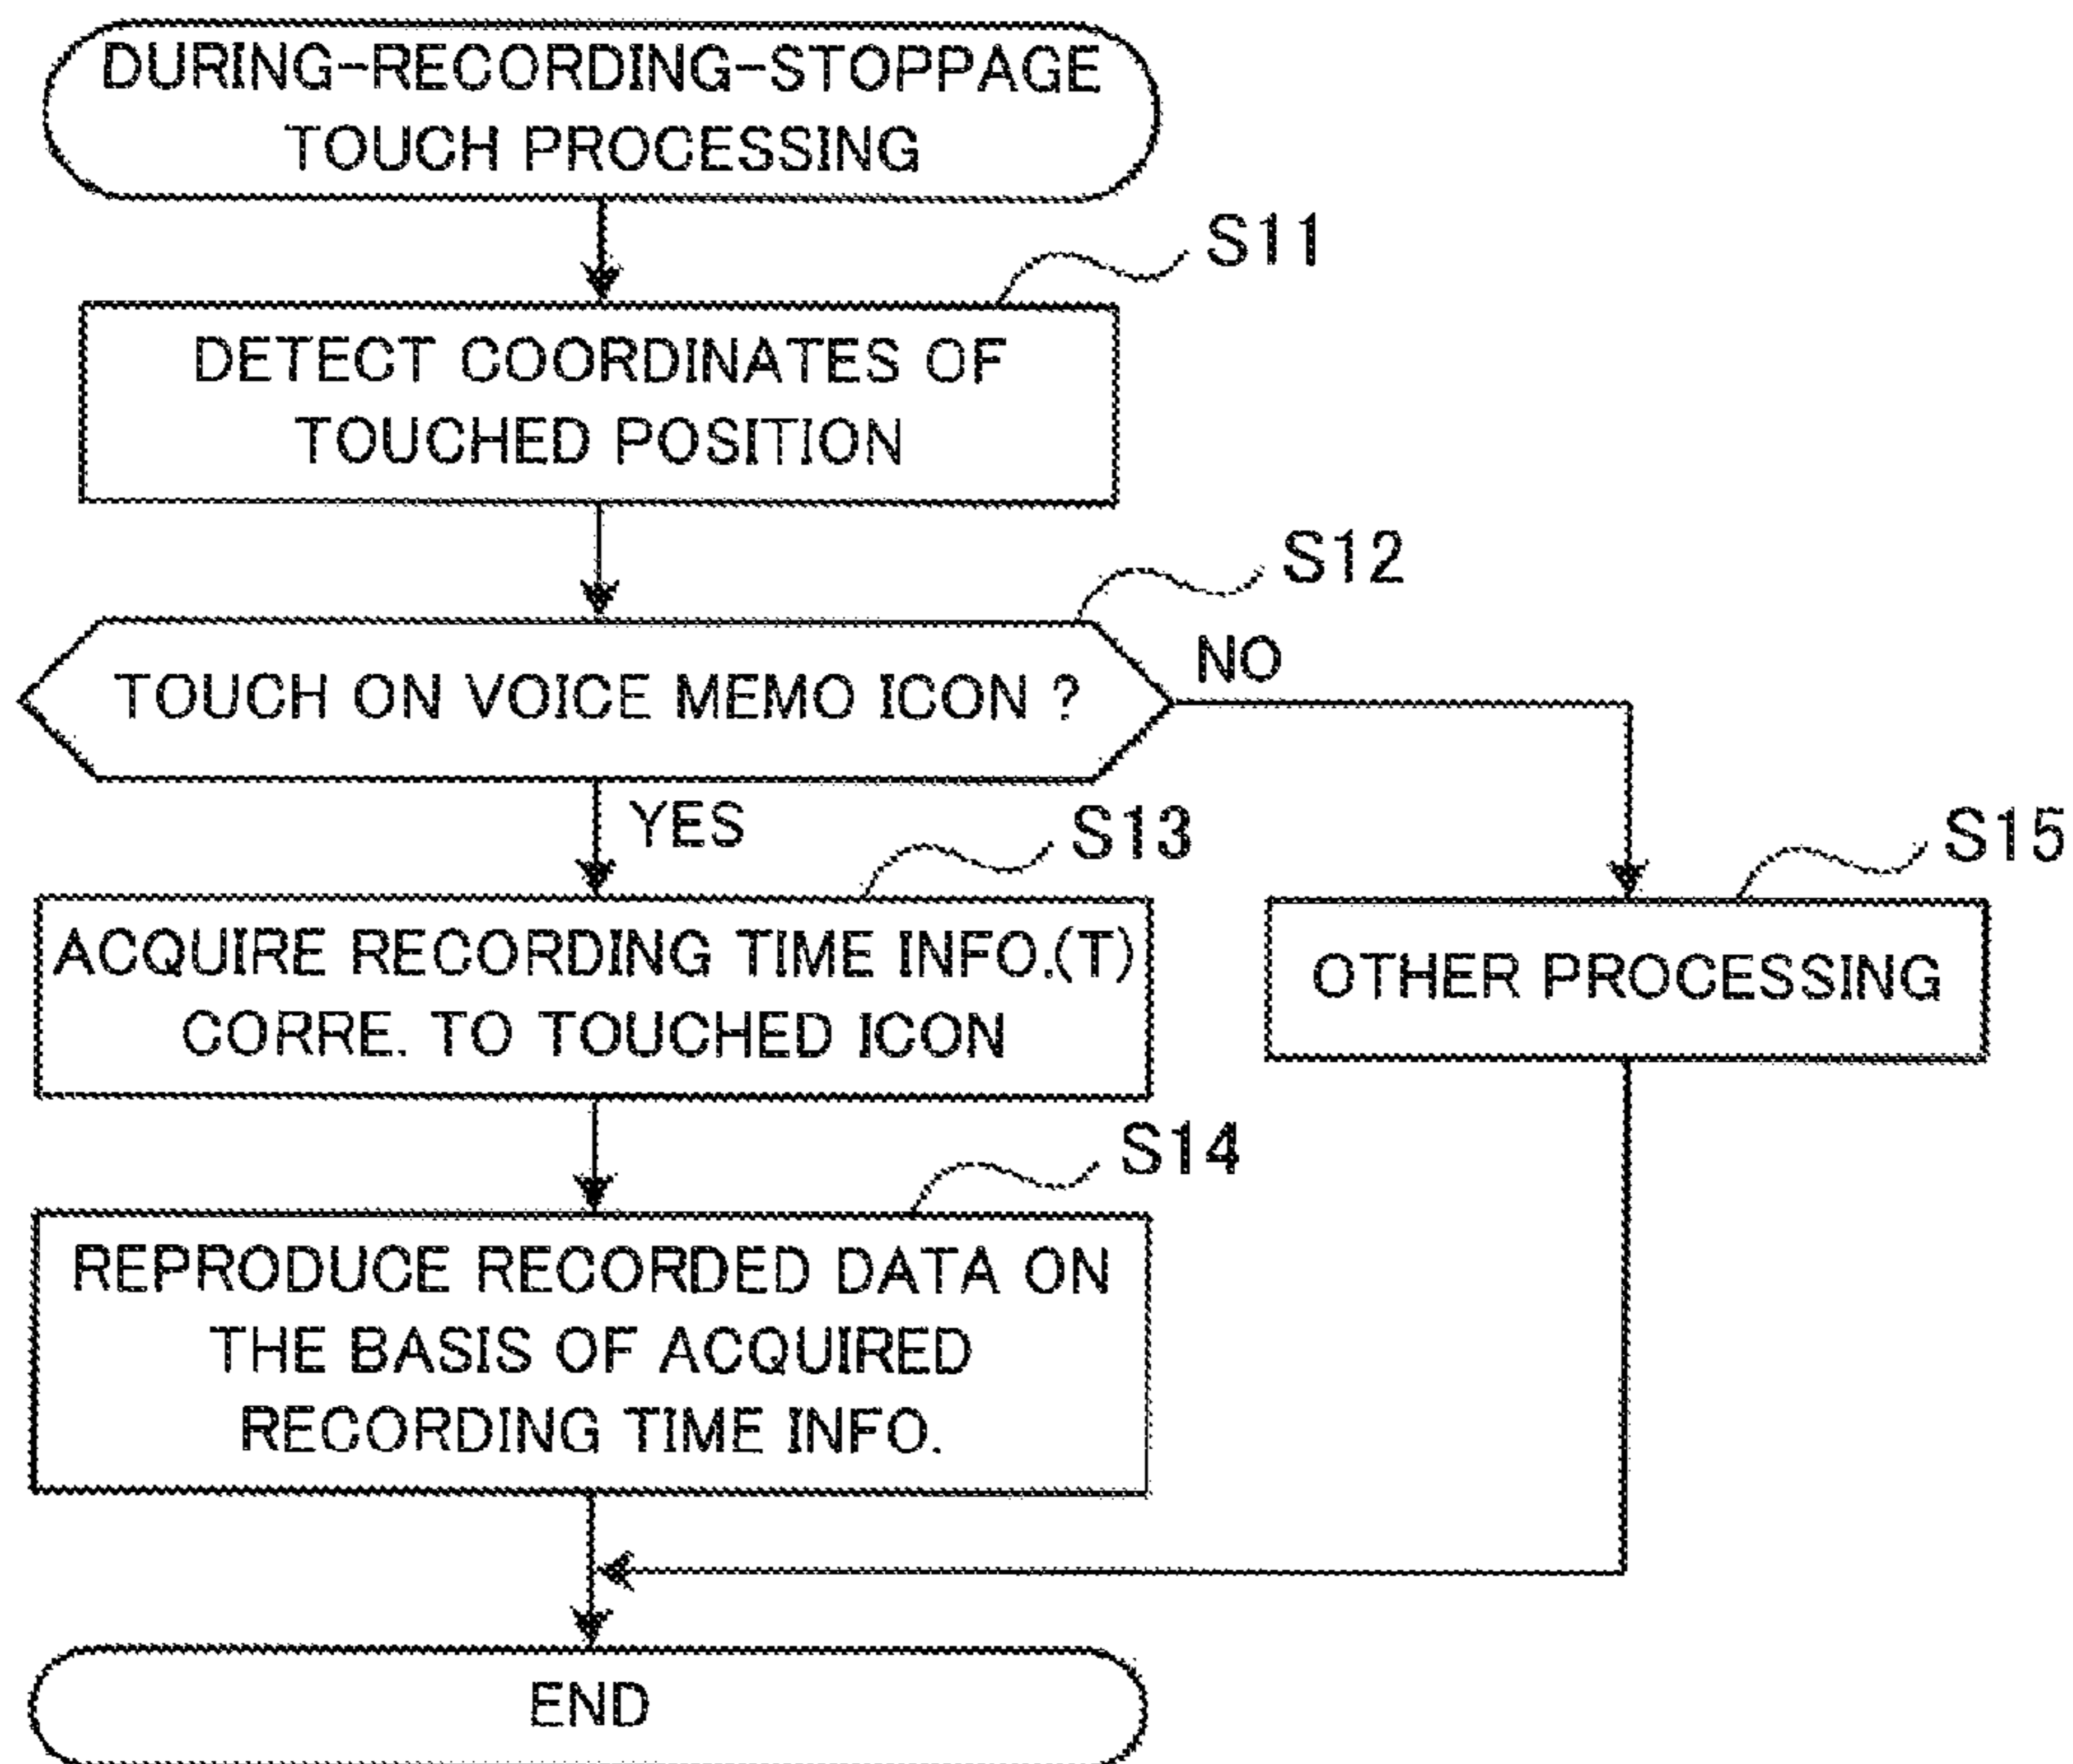 DURING-RECORDING-STOPPAGE
TOUCH PROCESSING
S11
DETECT COORDINATES OF
TOUCHED POSITION
S12
TOUCH ON VOICE MEMO ICON ?
NO
YES
S13
ACQUIRE RECORDING TIME INFO.(T)
CORRE. TO TOUCHED ICON
S15
OTHER PROCESSING
S14
REPRODUCE RECORDED DATA ON
THE BASIS OF ACQUIRED
RECORDING TIME INFO.
END